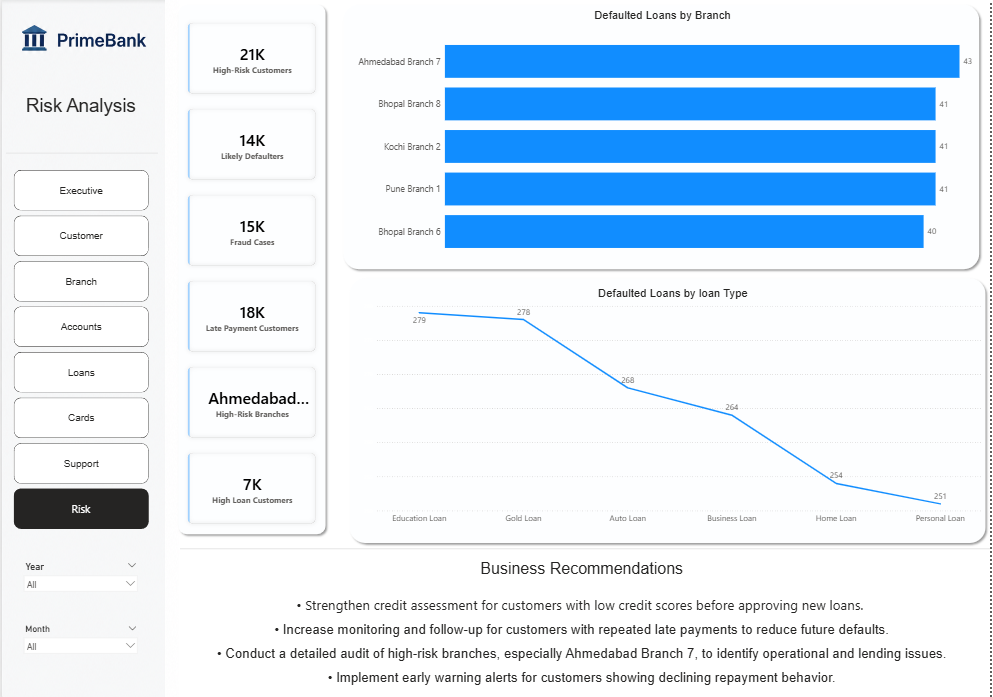 PrimeBank
Risk Analysis
Executive
Customer
Branch
Accounts
Loans
Cards
Support
Risk
Year
All
Month
All
21K
High-Risk Customers
14K
Likely Defaulters
15K
Fraud Cases
18K
Late Payment Customers
Ahmedabad...
High-Risk Branches
7K
High Loan Customers
Defaulted Loans by Branch
Ahmedabad Branch 7 43
Bhopal Branch 8 41
Kochi Branch 2 41
Pune Branch 1 41
Bhopal Branch 6 40
Defaulted Loans by loan Type
279 278 268 264 254 251
Education Loan Gold Loan Auto Loan Business Loan Home Loan Personal Loan
Business Recommendations
• Strengthen credit assessment for customers with low credit scores before approving new loans.
• Increase monitoring and follow-up for customers with repeated late payments to reduce future defaults.
• Conduct a detailed audit of high-risk branches, especially Ahmedabad Branch 7, to identify operational and lending issues.
• Implement early warning alerts for customers showing declining repayment behavior.